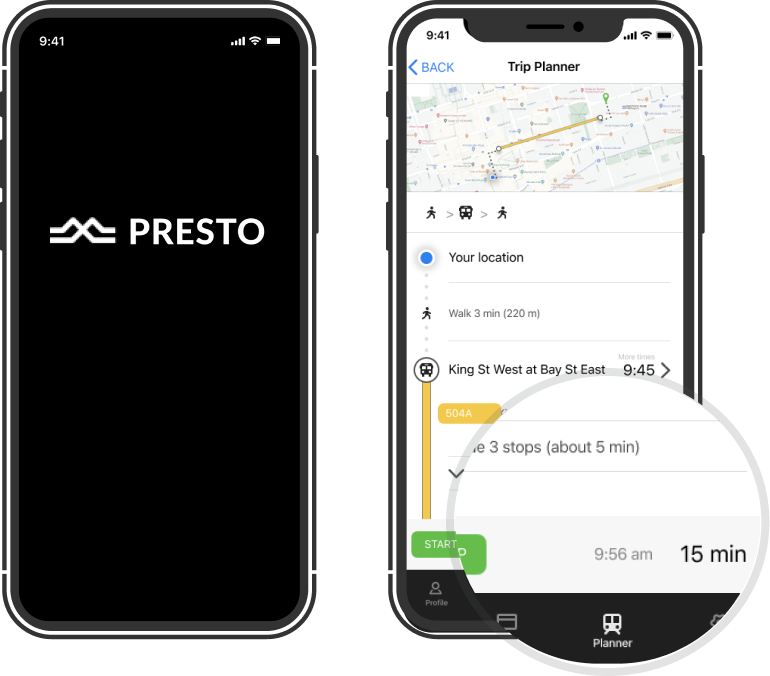 9:41
PRESTO
9:41
BACK
Trip Planner
Your location
Walk 3 min (220 m)
More times
King St West at Bay St East
9:45
504A
3 stops (about 5 min)
START
9:56 am
15 min
Profile
Planner